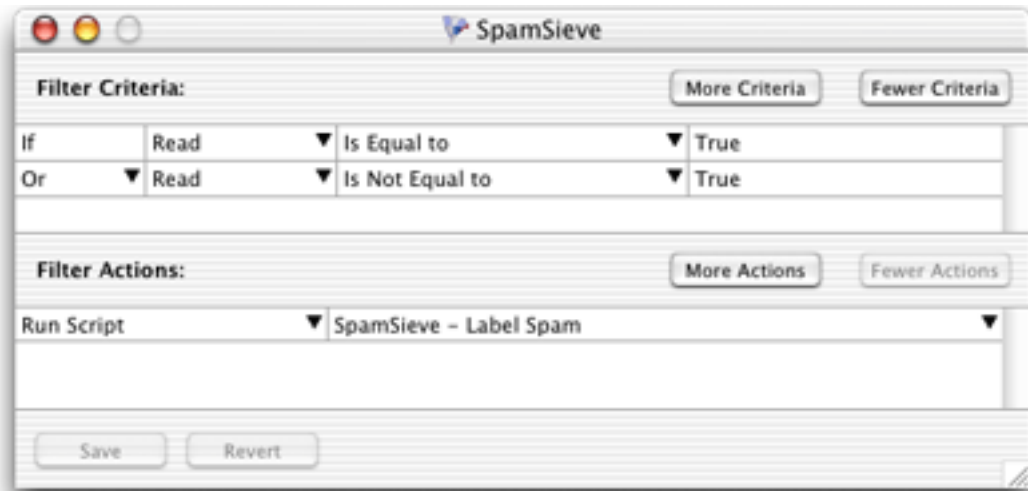 SpamSieve
Filter Criteria: More Criteria Fewer Criteria
If Read Is Equal to True
Or Read Is Not Equal to True
Filter Actions: More Actions Fewer Actions
Run Script SpamSieve – Label Spam
Save Revert